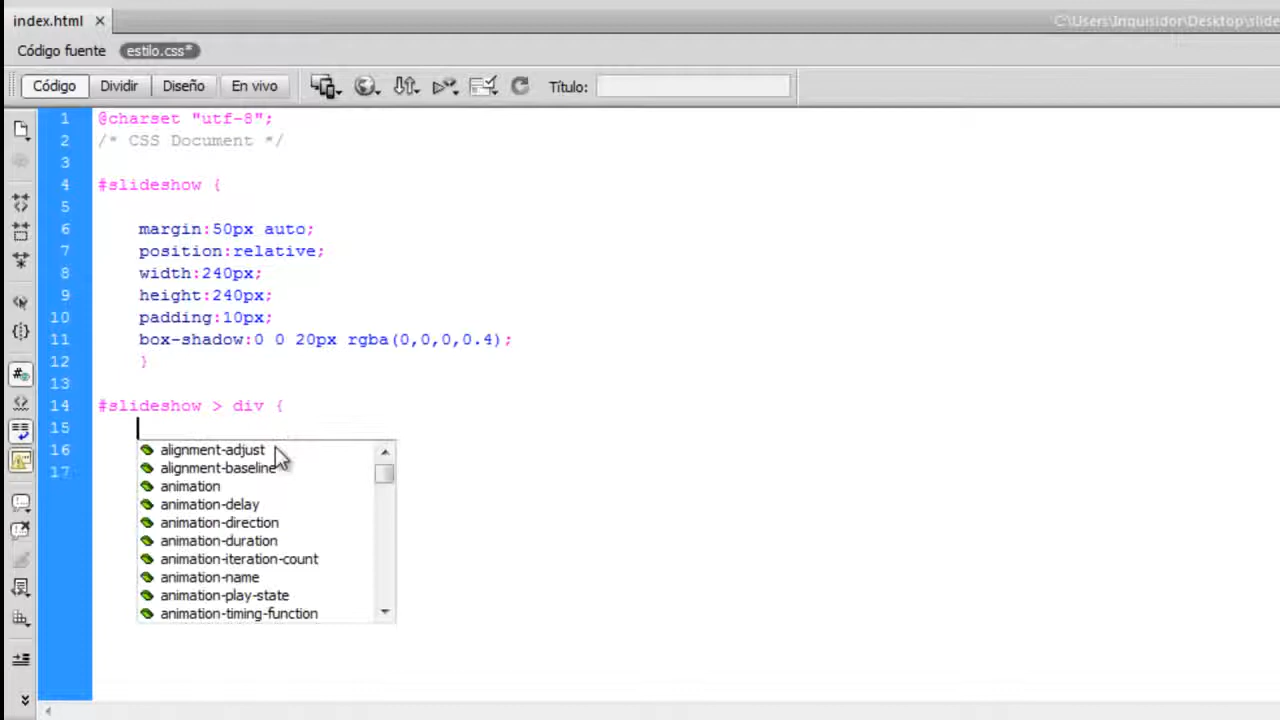 index.html ×
C:\Users\Inquisidor\Desktop\slide
Código fuente estilo.css*
Código Dividir Diseño En vivo Título:
1 @charset "utf-8";
2 /* CSS Document */
3
4 #slideshow {
5
6 margin:50px auto;
7 position:relative;
8 width:240px;
9 height:240px;
10 padding:10px;
11 box-shadow:0 0 20px rgba(0,0,0,0.4);
12 }
13
14 #slideshow > div {
15
16 alignment-adjust
alignment-baseline
17
animation
animation-delay
animation-direction
animation-duration
animation-iteration-count
animation-name
animation-play-state
animation-timing-function